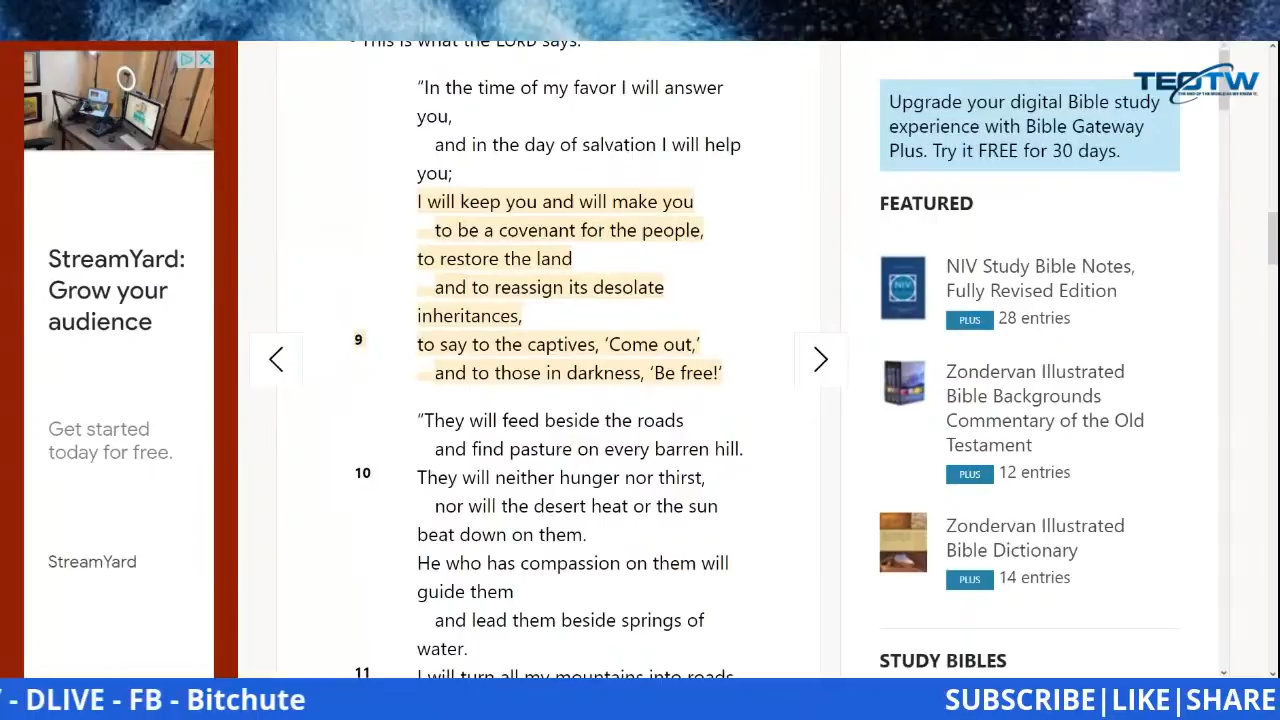 This is what the LORD says:
“In the time of my favor I will answer
you,
and in the day of salvation I will help
you;
I will keep you and will make you
to be a covenant for the people,
to restore the land
and to reassign its desolate
inheritances,
9 to say to the captives, ‘Come out,’
and to those in darkness, ‘Be free!’
“They will feed beside the roads
and find pasture on every barren hill.
10 They will neither hunger nor thirst,
nor will the desert heat or the sun
beat down on them.
He who has compassion on them will
guide them
and lead them beside springs of
water.
11 I will turn all my mountains into roads,
StreamYard:
Grow your
audience
Get started
today for free.
StreamYard
TEOTW
Upgrade your digital Bible study
experience with Bible Gateway
Plus. Try it FREE for 30 days.
FEATURED
NIV Study Bible Notes,
Fully Revised Edition
PLUS 28 entries
Zondervan Illustrated
Bible Backgrounds
Commentary of the Old
Testament
PLUS 12 entries
Zondervan Illustrated
Bible Dictionary
PLUS 14 entries
STUDY BIBLES
- DLIVE - FB - Bitchute
SUBSCRIBE|LIKE|SHARE